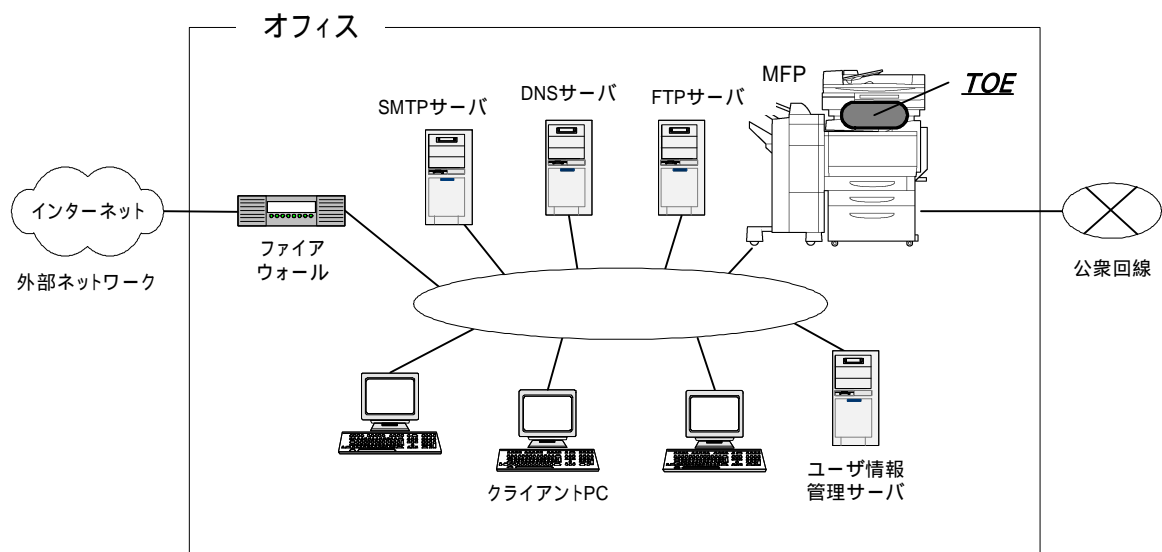 オフィス
MFP
TOE
SMTPサーバ
DNSサーバ
FTPサーバ
インターネット
外部ネットワーク
ファイア
ウォール
公衆回線
クライアントPC
ユーザ情報
管理サーバ